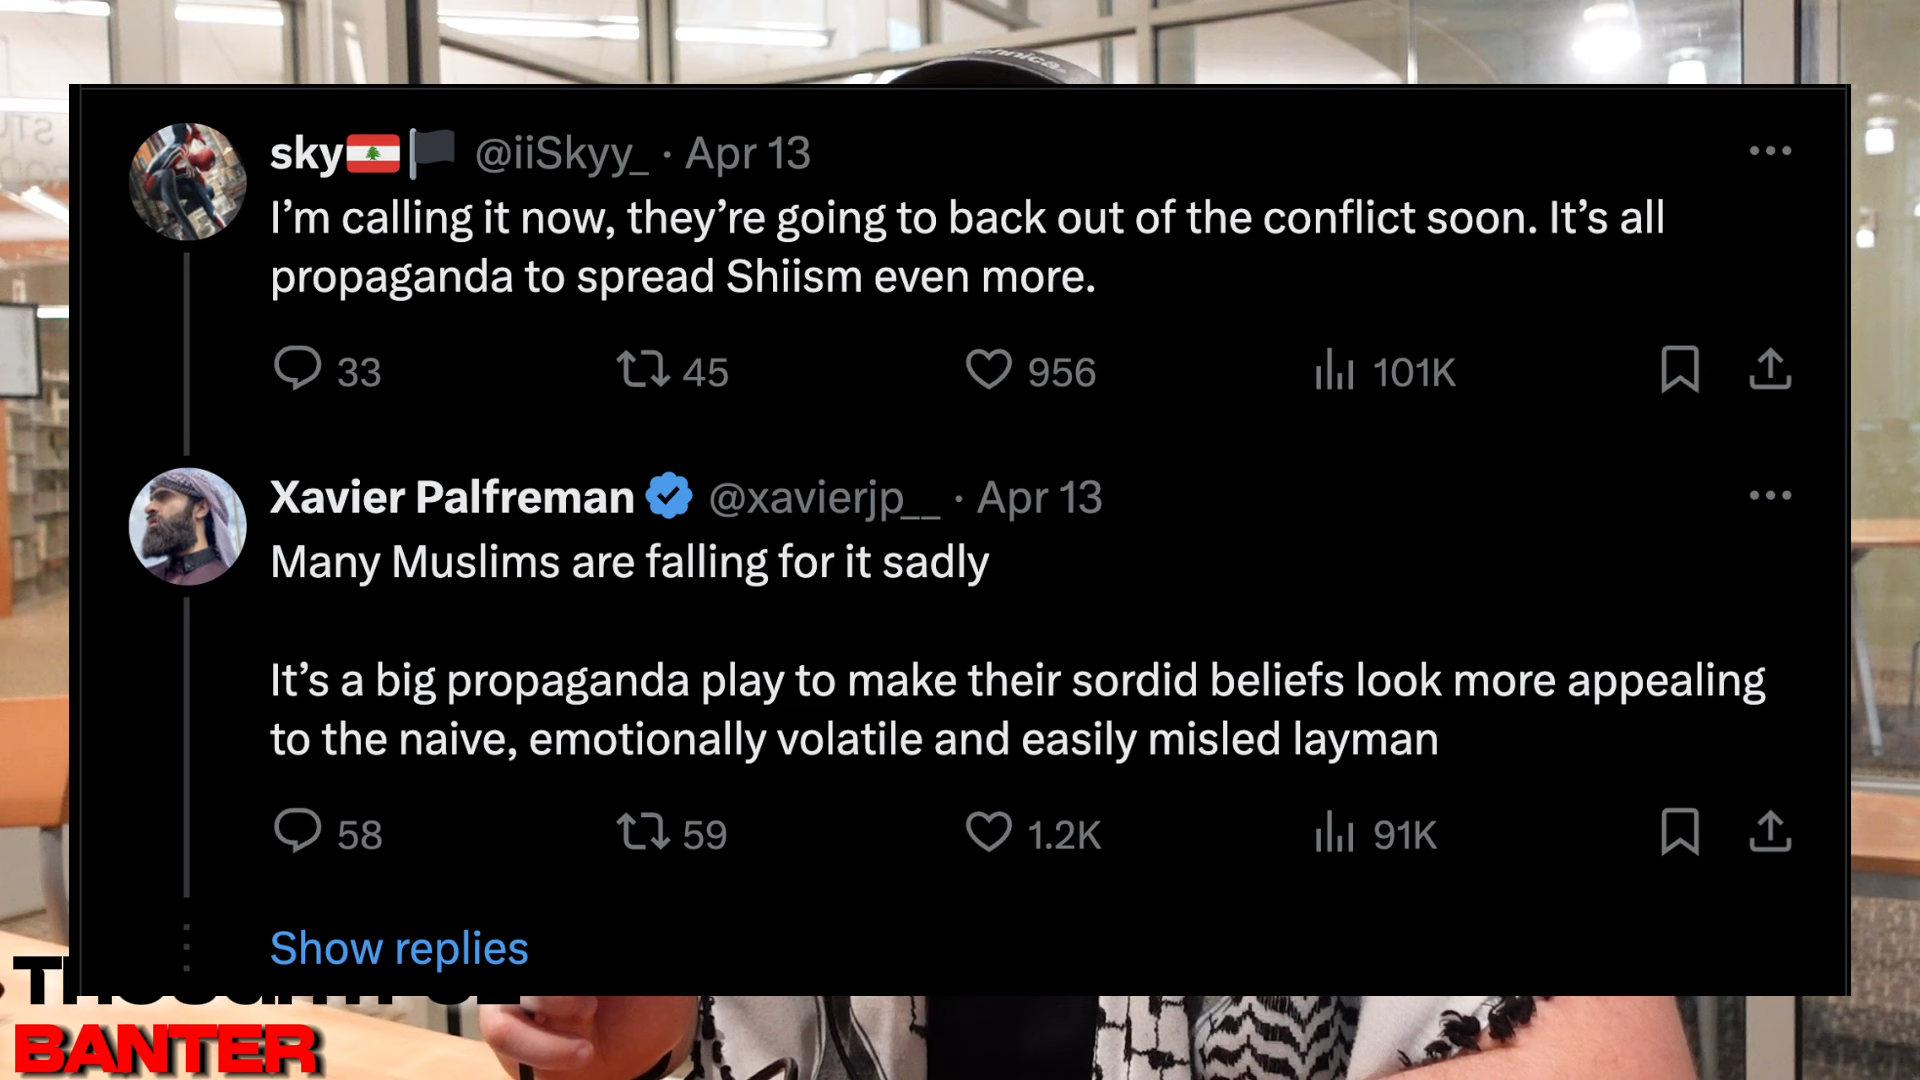 sky @iiSkyy_ · Apr 13
I’m calling it now, they’re going to back out of the conflict soon. It’s all
propaganda to spread Shiism even more.
33 45 956 101K
Xavier Palfreman @xavierjp__ · Apr 13
Many Muslims are falling for it sadly
It’s a big propaganda play to make their sordid beliefs look more appealing
to the naive, emotionally volatile and easily misled layman
58 59 1.2K 91K
Show replies
BANTER